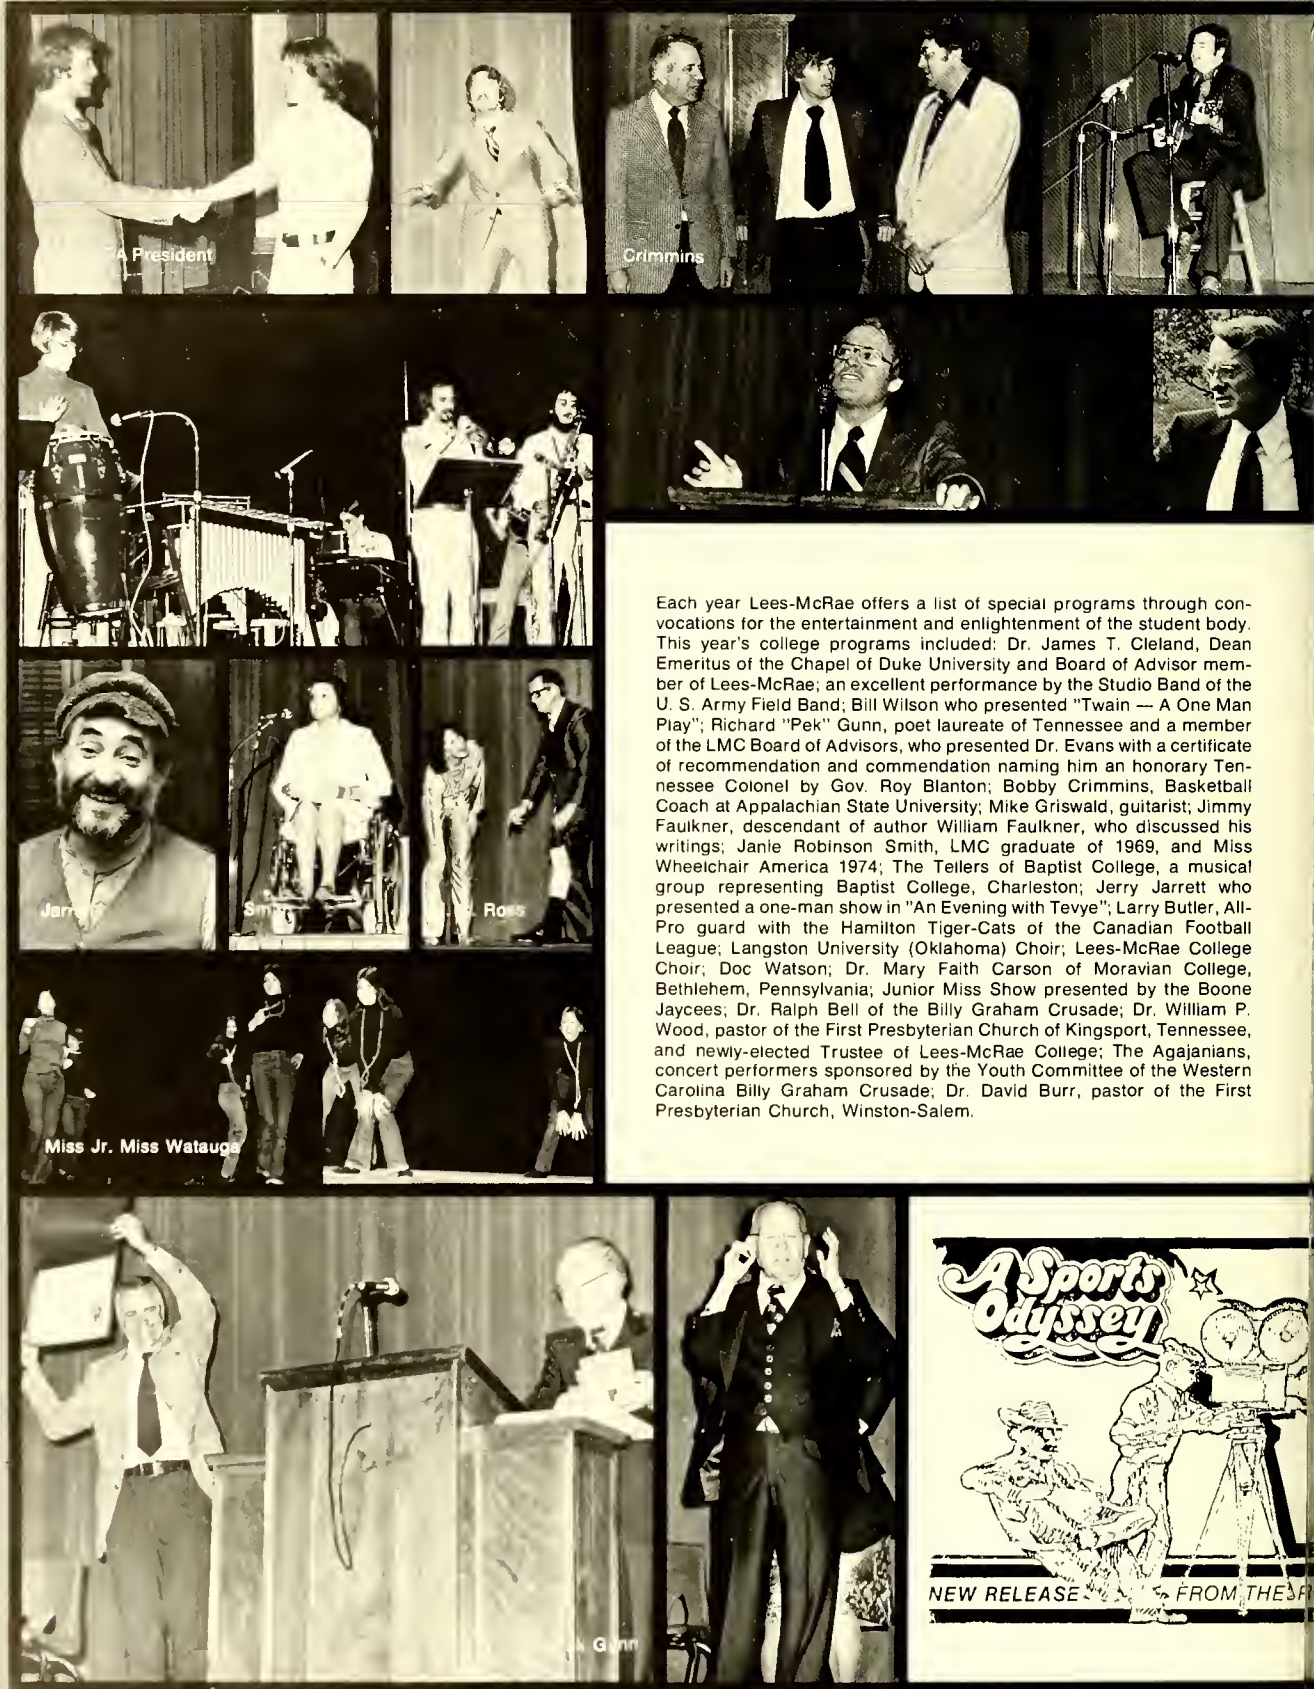 A President
Crimmins
Each year Lees-McRae offers a list of special programs through con-
vocations for the entertainment and enlightenment of the student body.
This year's college programs included: Dr. James T. Cleland, Dean
Emeritus of the Chapel of Duke University and Board of Advisor mem-
ber of Lees-McRae; an excellent performance by the Studio Band of the
U. S. Army Field Band; Bill Wilson who presented "Twain — A One Man
Play"; Richard "Pek" Gunn, poet laureate of Tennessee and a member
of the LMC Board of Advisors, who presented Dr. Evans with a certificate
of recommendation and commendation naming him an honorary Ten-
nessee Colonel by Gov. Roy Blanton; Bobby Crimmins, Basketball
Coach at Appalachian State University; Mike Griswald, guitarist; Jimmy
Faulkner, descendant of author William Faulkner, who discussed his
writings; Janie Robinson Smith, LMC graduate of 1969, and Miss
Wheelchair America 1974; The Tellers of Baptist College, a musical
group representing Baptist College, Charleston; Jerry Jarrett who
presented a one-man show in "An Evening with Tevye"; Larry Butler, All-
Pro guard with the Hamilton Tiger-Cats of the Canadian Football
League; Langston University (Oklahoma) Choir; Lees-McRae College
Choir; Doc Watson; Dr. Mary Faith Carson of Moravian College,
Bethlehem, Pennsylvania; Junior Miss Show presented by the Boone
Jaycees; Dr. Ralph Bell of the Billy Graham Crusade; Dr. William P.
Wood, pastor of the First Presbyterian Church of Kingsport, Tennessee,
and newly-elected Trustee of Lees-McRae College; The Agajanians,
concert performers sponsored by the Youth Committee of the Western
Carolina Billy Graham Crusade; Dr. David Burr, pastor of the First
Presbyterian Church, Winston-Salem.
Ross
Miss Jr. Miss Watauga
Gunn
A Sports
Odyssey
NEW RELEASE FROM THE